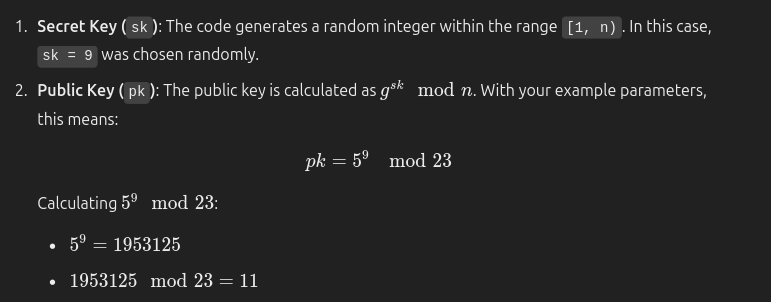 1. Secret Key ( sk ): The code generates a random integer within the range [1, n) . In this case,
sk = 9 was chosen randomly.
2. Public Key ( pk ): The public key is calculated as g^{sk} mod n. With your example parameters,
this means:
pk = 5^9 mod 23
Calculating 5^9 mod 23:
• 5^9 = 1953125
• 1953125 mod 23 = 11